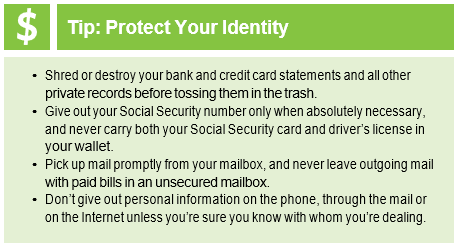 $ Tip: Protect Your Identity
• Shred or destroy your bank and credit card statements and all other
private records before tossing them in the trash.
• Give out your Social Security number only when absolutely necessary,
and never carry both your Social Security card and driver's license in
your wallet.
• Pick up mail promptly from your mailbox, and never leave outgoing mail
with paid bills in an unsecured mailbox.
• Don't give out personal information on the phone, through the mail or
on the Internet unless you're sure you know with whom you're dealing.